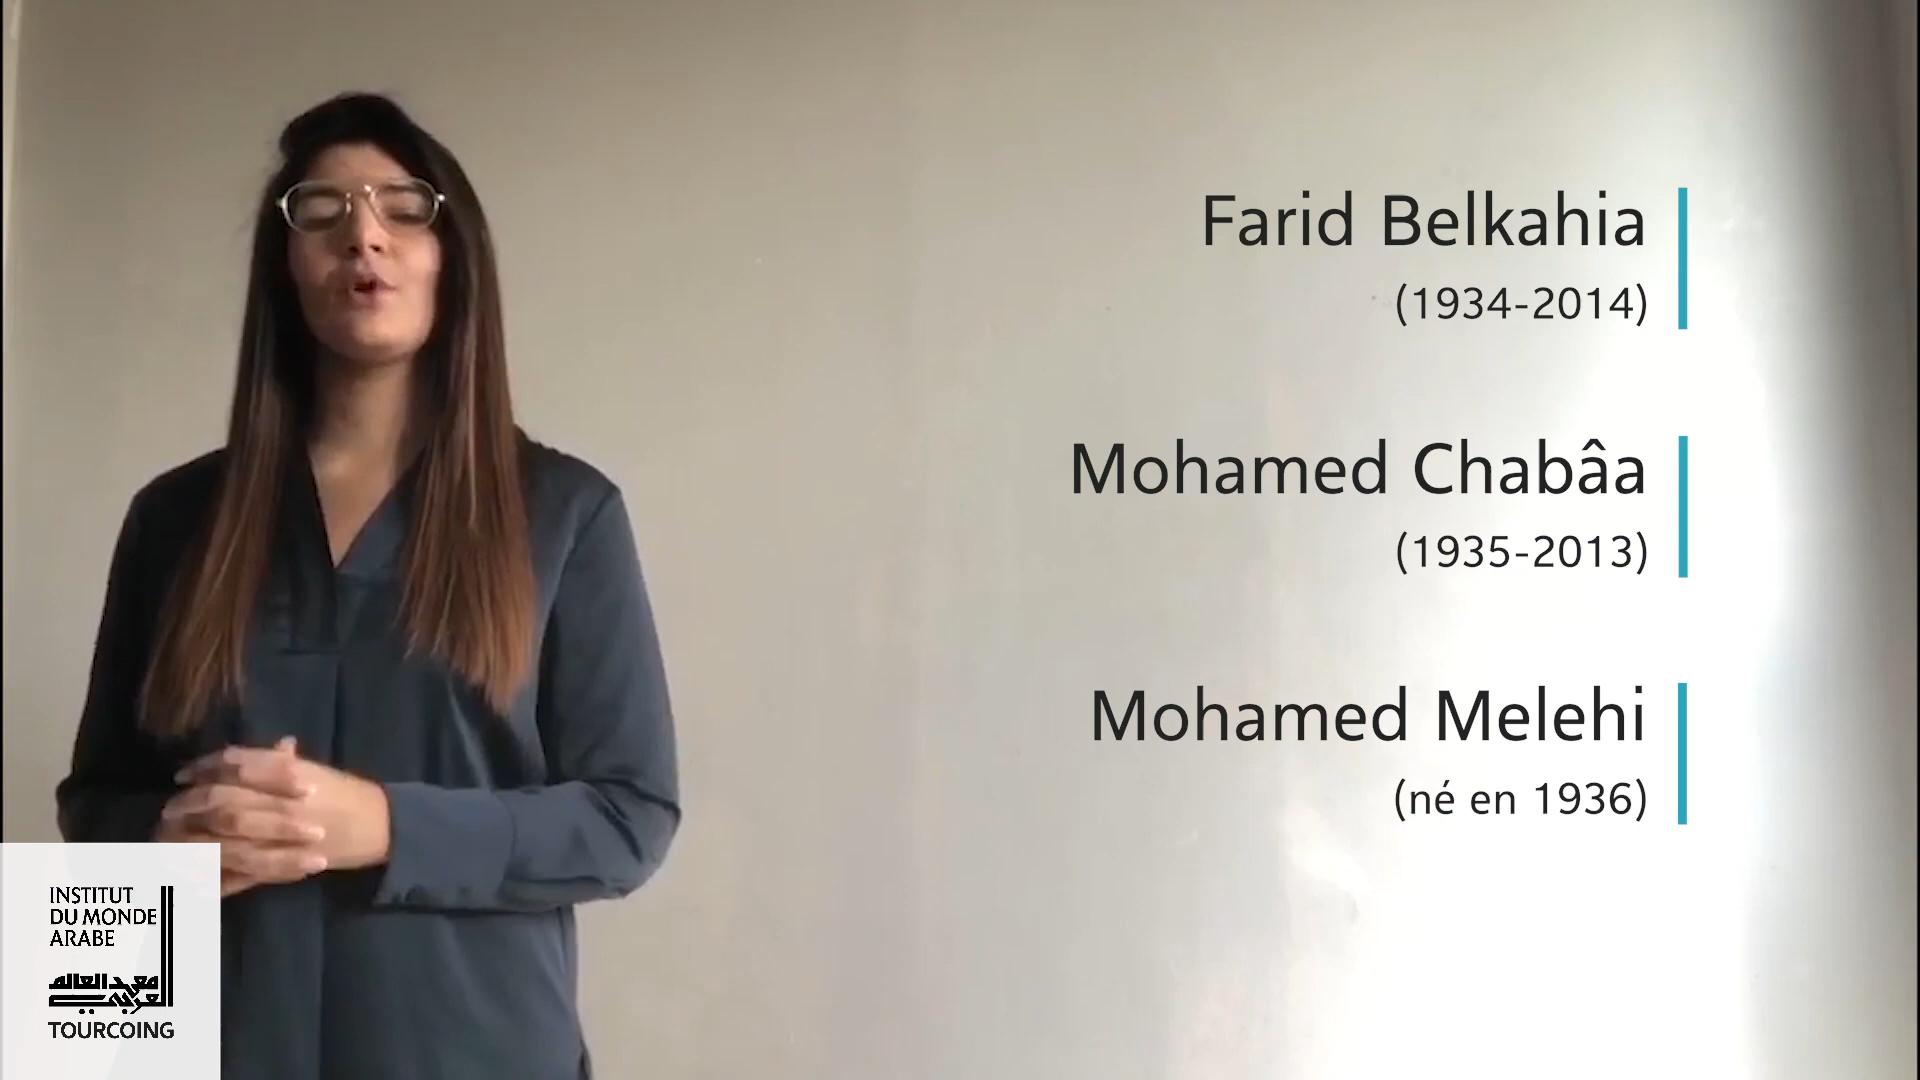 Farid Belkahia
(1934-2014)
Mohamed Chabâa
(1935-2013)
Mohamed Melehi
(né en 1936)
INSTITUT
DU MONDE
ARABE
معهد العالم
العربي
TOURCOING